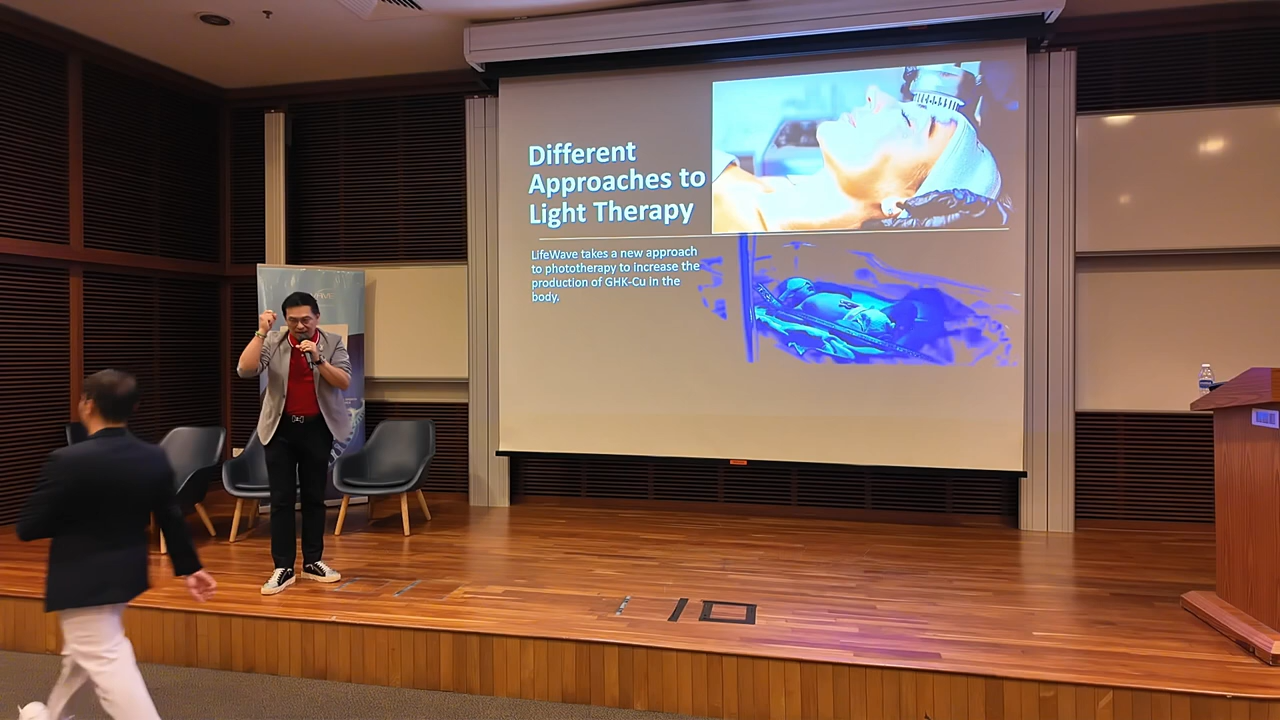 Different
Approaches to
Light Therapy
LifeWave takes a new approach
to phototherapy to increase the
production of GHK-Cu in the
body.